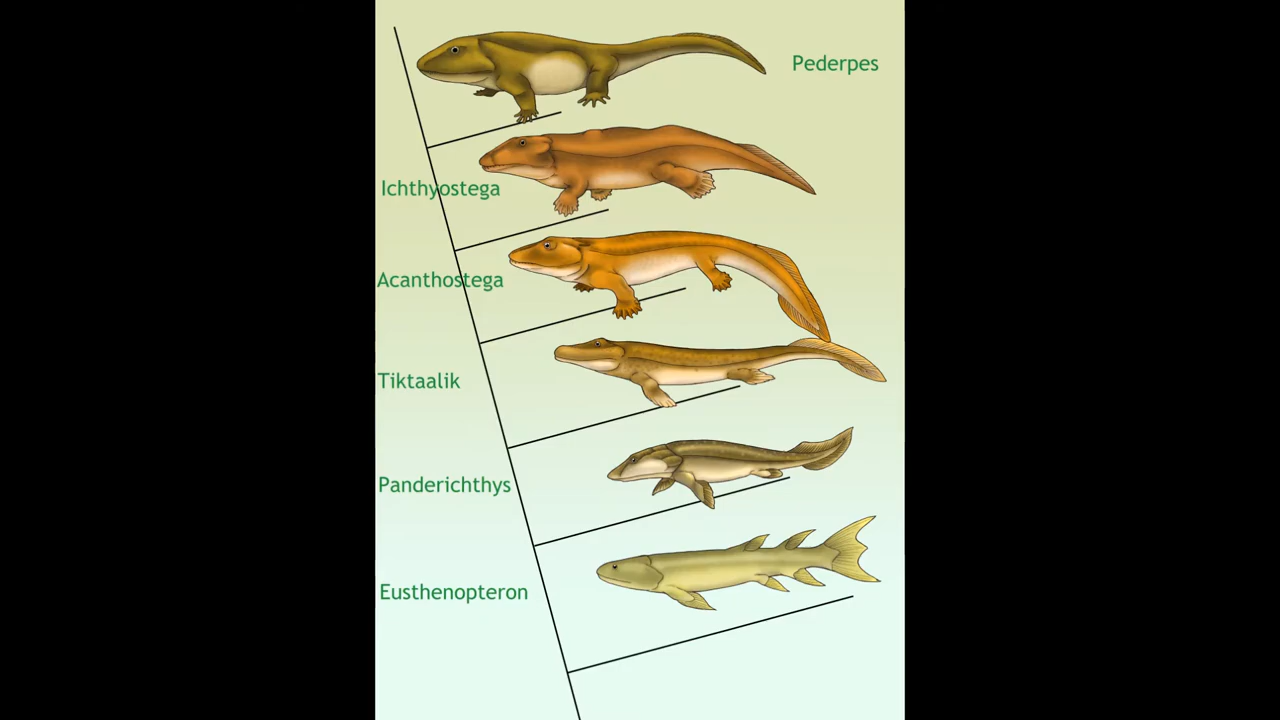 Pederpes
Ichthyostega
Acanthostega
Tiktaalik
Panderichthys
Eusthenopteron